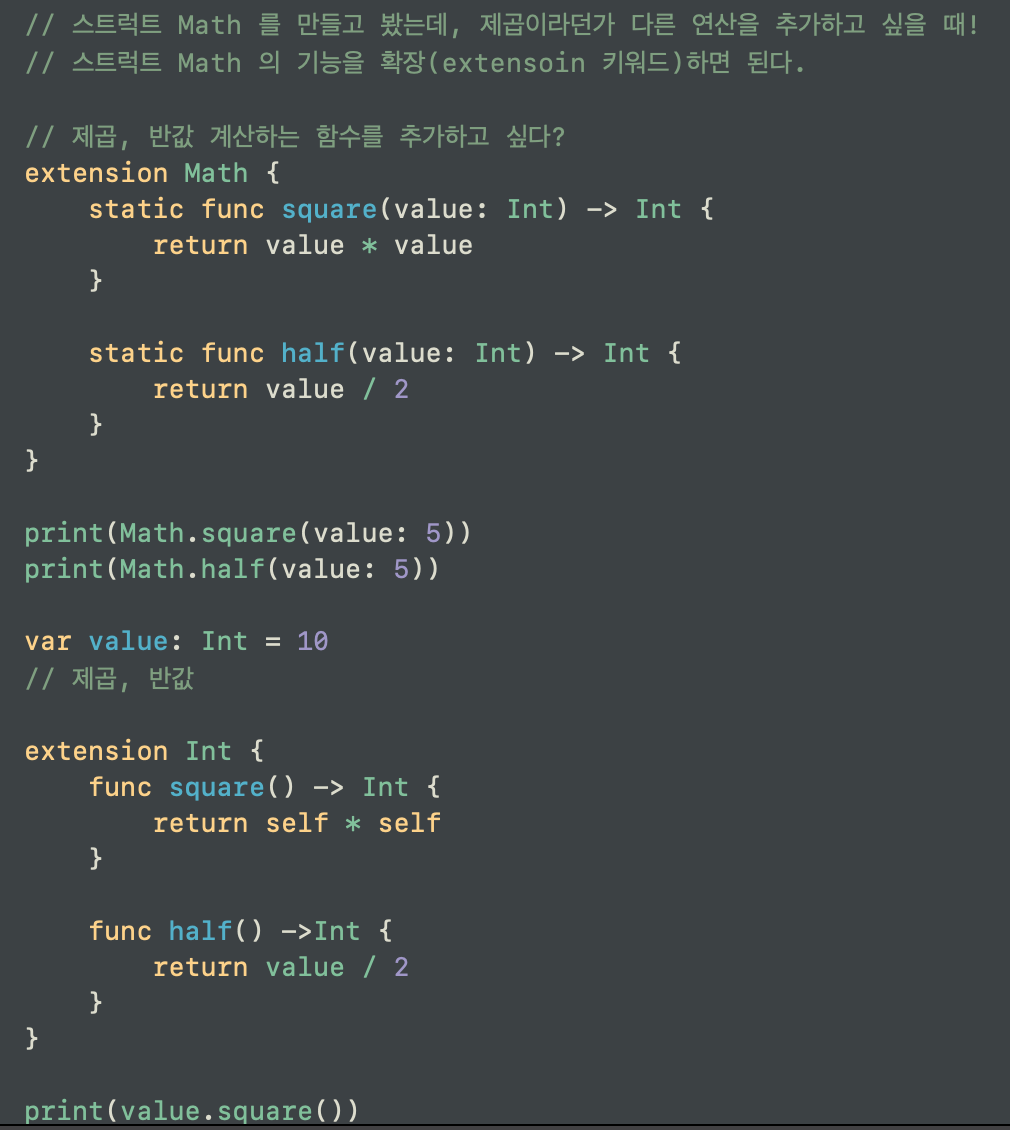 // 스트럭트 Math 를 만들고 봤는데, 제곱이라던가 다른 연산을 추가하고 싶을 때!
// 스트럭트 Math 의 기능을 확장(extensoin 키워드)하면 된다.
// 제곱, 반값 계산하는 함수를 추가하고 싶다?
extension Math {
    static func square(value: Int) -> Int {
        return value * value
    }
    static func half(value: Int) -> Int {
        return value / 2
    }
}
print(Math.square(value: 5))
print(Math.half(value: 5))
var value: Int = 10
// 제곱, 반값
extension Int {
    func square() -> Int {
        return self * self
    }
    func half() ->Int {
        return value / 2
    }
}
print(value.square())